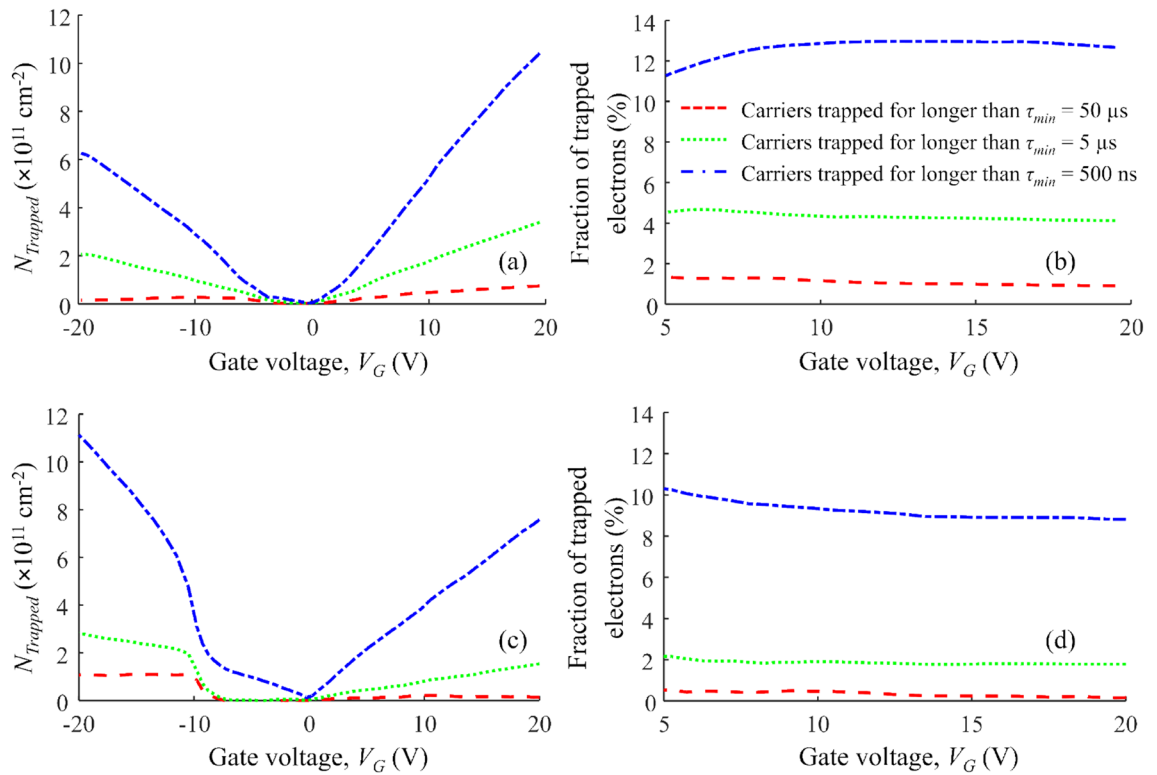 12
10
8
6
4
2
0
N_Trapped (×10^11 cm^-2)
-20
-10
0
10
20
Gate voltage, V_G (V)
(a)
14
12
10
8
6
4
2
0
Fraction of trapped
electrons (%)
Carriers trapped for longer than τ_min = 50 μs
Carriers trapped for longer than τ_min = 5 μs
Carriers trapped for longer than τ_min = 500 ns
(b)
5
10
15
20
Gate voltage, V_G (V)
12
10
8
6
4
2
0
N_Trapped (×10^11 cm^-2)
(c)
-20
-10
0
10
20
Gate voltage, V_G (V)
14
12
10
8
6
4
2
0
Fraction of trapped
electrons (%)
(d)
5
10
15
20
Gate voltage, V_G (V)